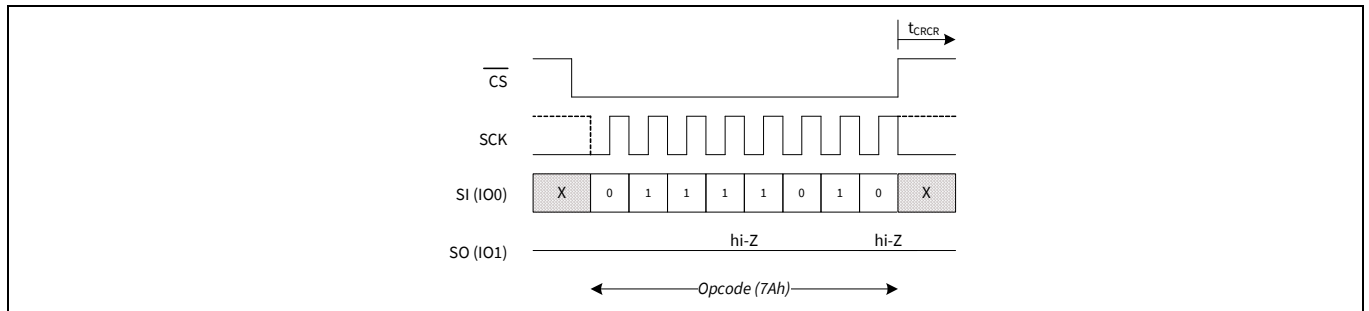 tCRCR
CS
SCK
SI (IO0) X 0 1 1 1 1 0 1 0 X
hi-Z hi-Z
SO (IO1)
Opcode (7Ah)